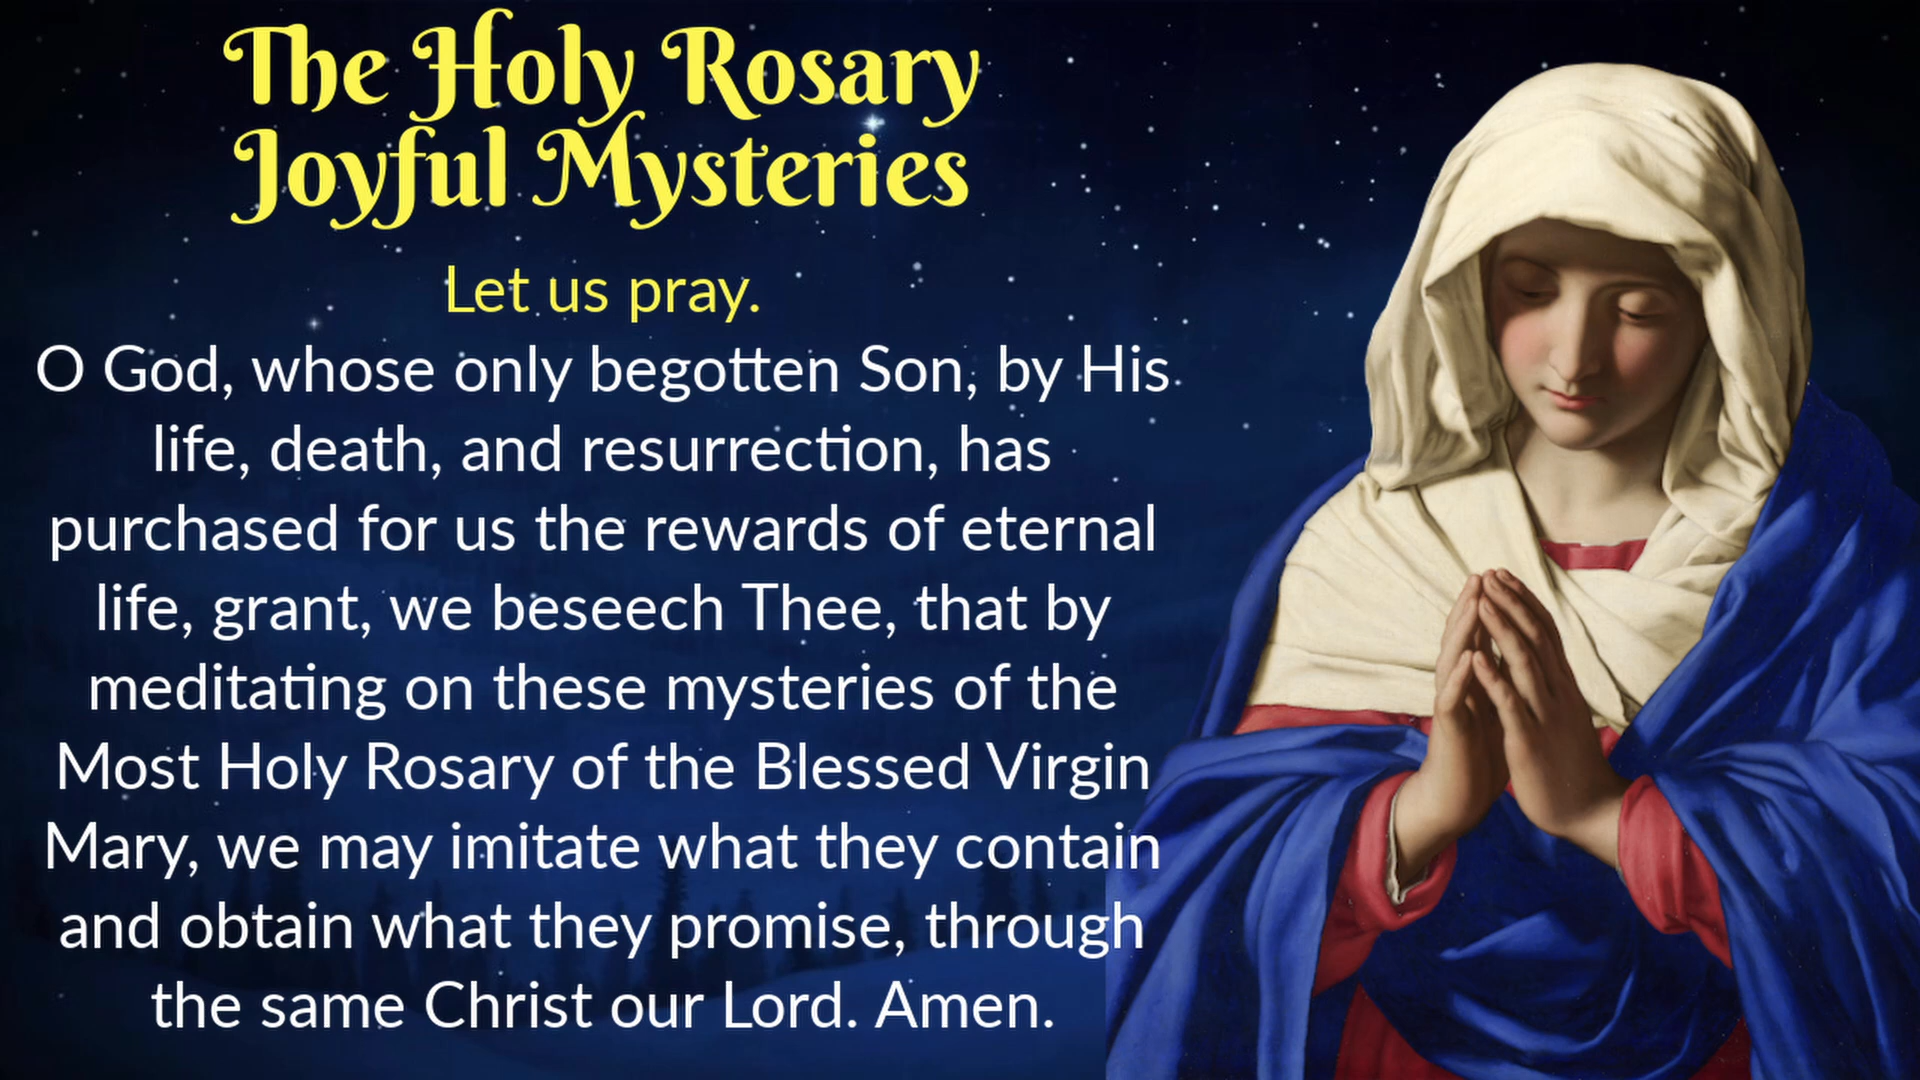 The Holy Rosary
Joyful Mysteries
Let us pray.
O God, whose only begotten Son, by His
life, death, and resurrection, has
purchased for us the rewards of eternal
life, grant, we beseech Thee, that by
meditating on these mysteries of the
Most Holy Rosary of the Blessed Virgin
Mary, we may imitate what they contain
and obtain what they promise, through
the same Christ our Lord. Amen.